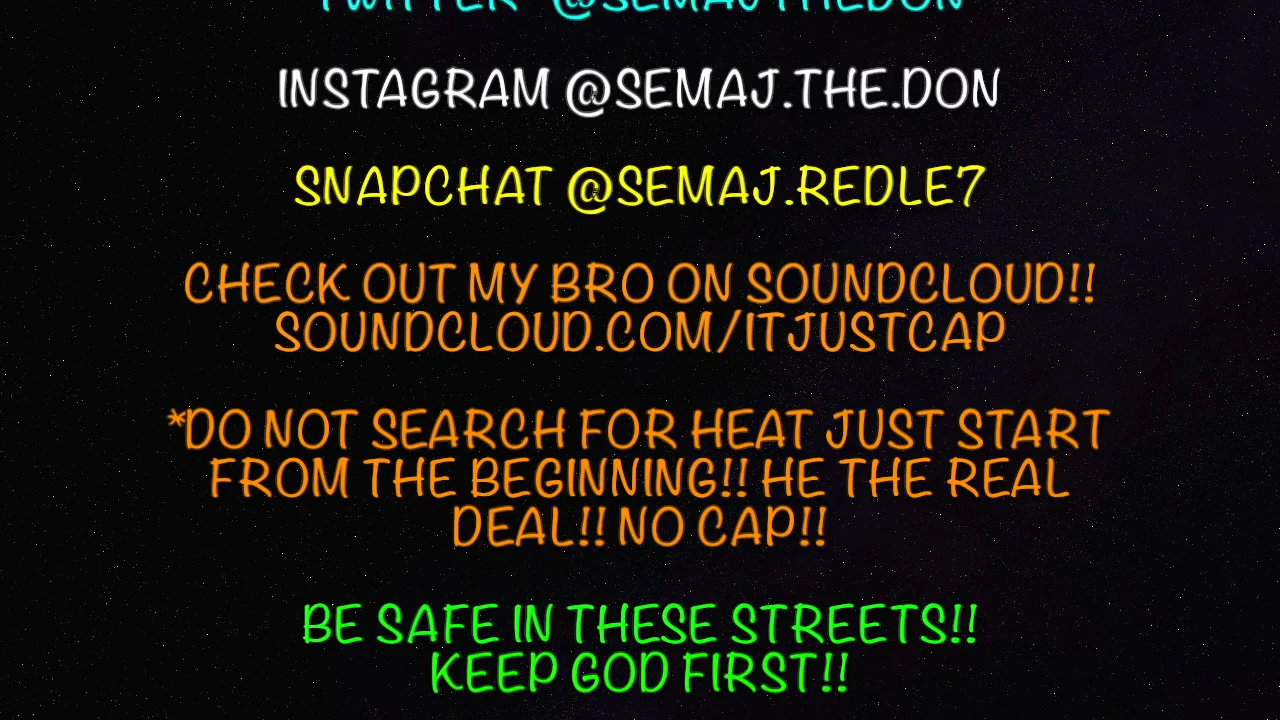 TWITTER @SEMAJTHEDON
INSTAGRAM @SEMAJ.THE.DON
SNAPCHAT @SEMAJ.REDLE7
CHECK OUT MY BRO ON SOUNDCLOUD!!
SOUNDCLOUD.COM/ITJUSTCAP
*DO NOT SEARCH FOR HEAT JUST START
FROM THE BEGINNING!! HE THE REAL
DEAL!! NO CAP!!
BE SAFE IN THESE STREETS!!
KEEP GOD FIRST!!